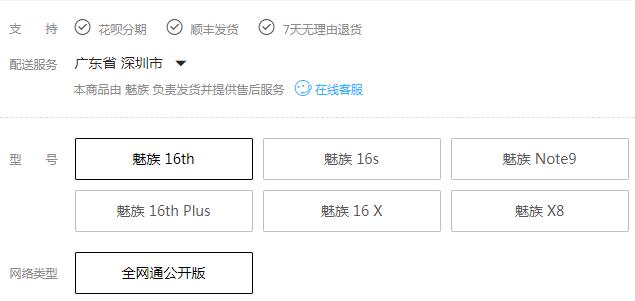 支 持 花呗分期 顺丰发货 7天无理由退货
配送服务 广东省 深圳市
本商品由 魅族 负责发货并提供售后服务 在线客服
型 号 魅族 16th 魅族 16s 魅族 Note9
魅族 16th Plus 魅族 16 X 魅族 X8
网络类型 全网通公开版